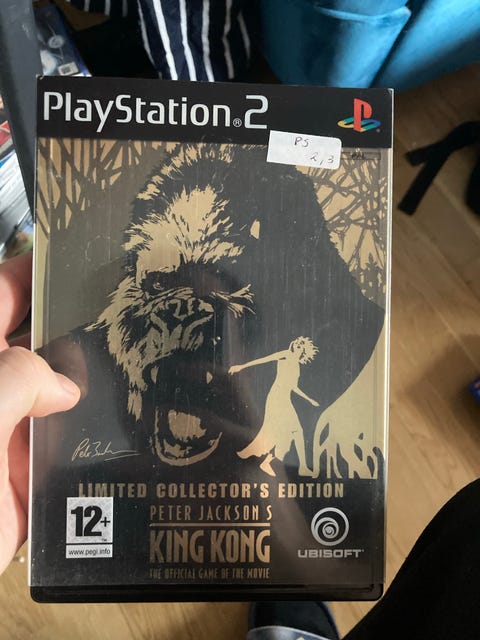 PlayStation®2
PS
2,3
LIMITED COLLECTOR'S EDITION
PETER JACKSON'S
KING KONG
THE OFFICIAL GAME OF THE MOVIE
12+
www.pegi.info
UBISOFT